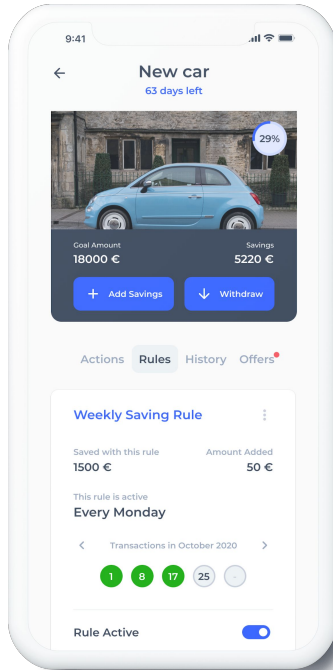 9:41
New car
63 days left
29%
Goal Amount Savings
18000 € 5220 €
+ Add Savings Withdraw
Actions Rules History Offers
Weekly Saving Rule
Saved with this rule Amount Added
1500 € 50 €
This rule is active
Every Monday
Transactions in October 2020
1 8 17 25 -
Rule Active